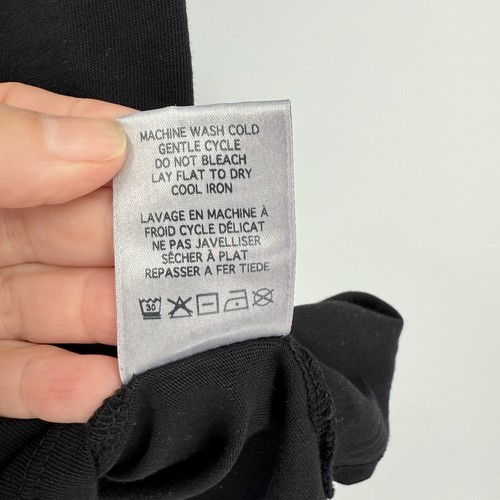 MACHINE WASH COLD
GENTLE CYCLE
DO NOT BLEACH
LAY FLAT TO DRY
COOL IRON
LAVAGE EN MACHINE À
FROID CYCLE DÉLICAT
NE PAS JAVELLISER
SÉCHER À PLAT
REPASSER A FER TIEDE
30